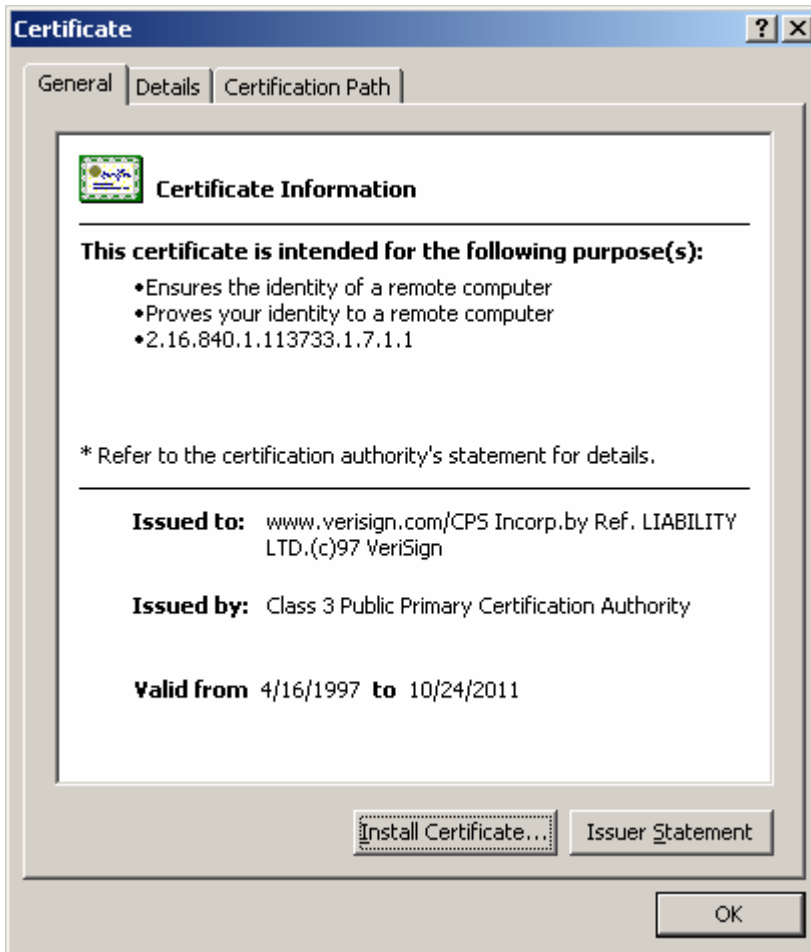 Certificate
General Details Certification Path
Certificate Information
This certificate is intended for the following purpose(s):
•Ensures the identity of a remote computer
•Proves your identity to a remote computer
•2.16.840.1.113733.1.7.1.1
* Refer to the certification authority's statement for details.
Issued to: www.verisign.com/CPS Incorp.by Ref. LIABILITY
LTD.(c)97 VeriSign
Issued by: Class 3 Public Primary Certification Authority
Valid from 4/16/1997 to 10/24/2011
Install Certificate... Issuer Statement
OK